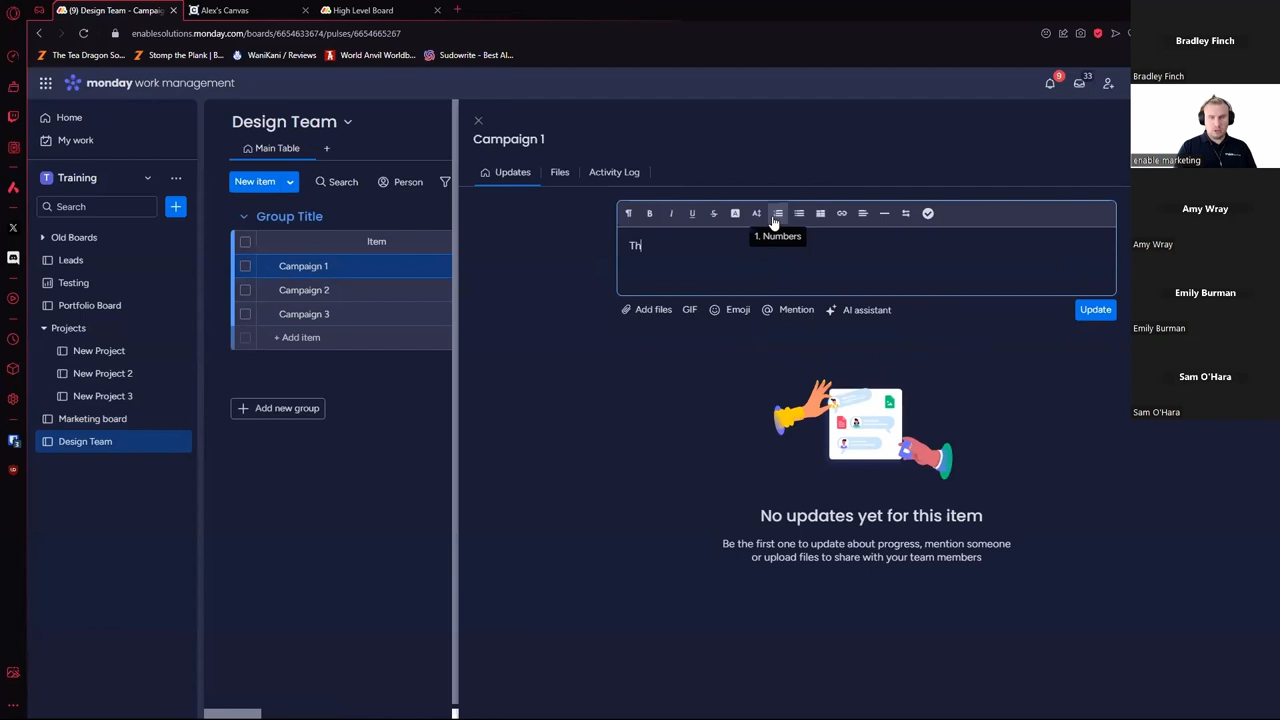 (9) Design Team - Campaig
Alex's Canvas
High Level Board
enablesolutions.monday.com/boards/6654633674/pulses/6654665267
The Tea Dragon So...
Stomp the Plank | B...
WaniKani / Reviews
World Anvil Worldb...
Sudowrite - Best AI...
monday work management
9
33
Home
My work
T Training
Search
Old Boards
Leads
Testing
Portfolio Board
Projects
New Project
New Project 2
New Project 3
Marketing board
Design Team
Design Team
Main Table
New item
Search
Person
Group Title
Item
Campaign 1
Campaign 2
Campaign 3
+ Add item
Add new group
Campaign 1
Updates
Files
Activity Log
1. Numbers
Th
Add files
GIF
Emoji
Mention
AI assistant
Update
No updates yet for this item
Be the first one to update about progress, mention someone
or upload files to share with your team members
Bradley Finch
Bradley Finch
enable marketing
Amy Wray
Amy Wray
Emily Burman
Emily Burman
Sam O'Hara
Sam O'Hara